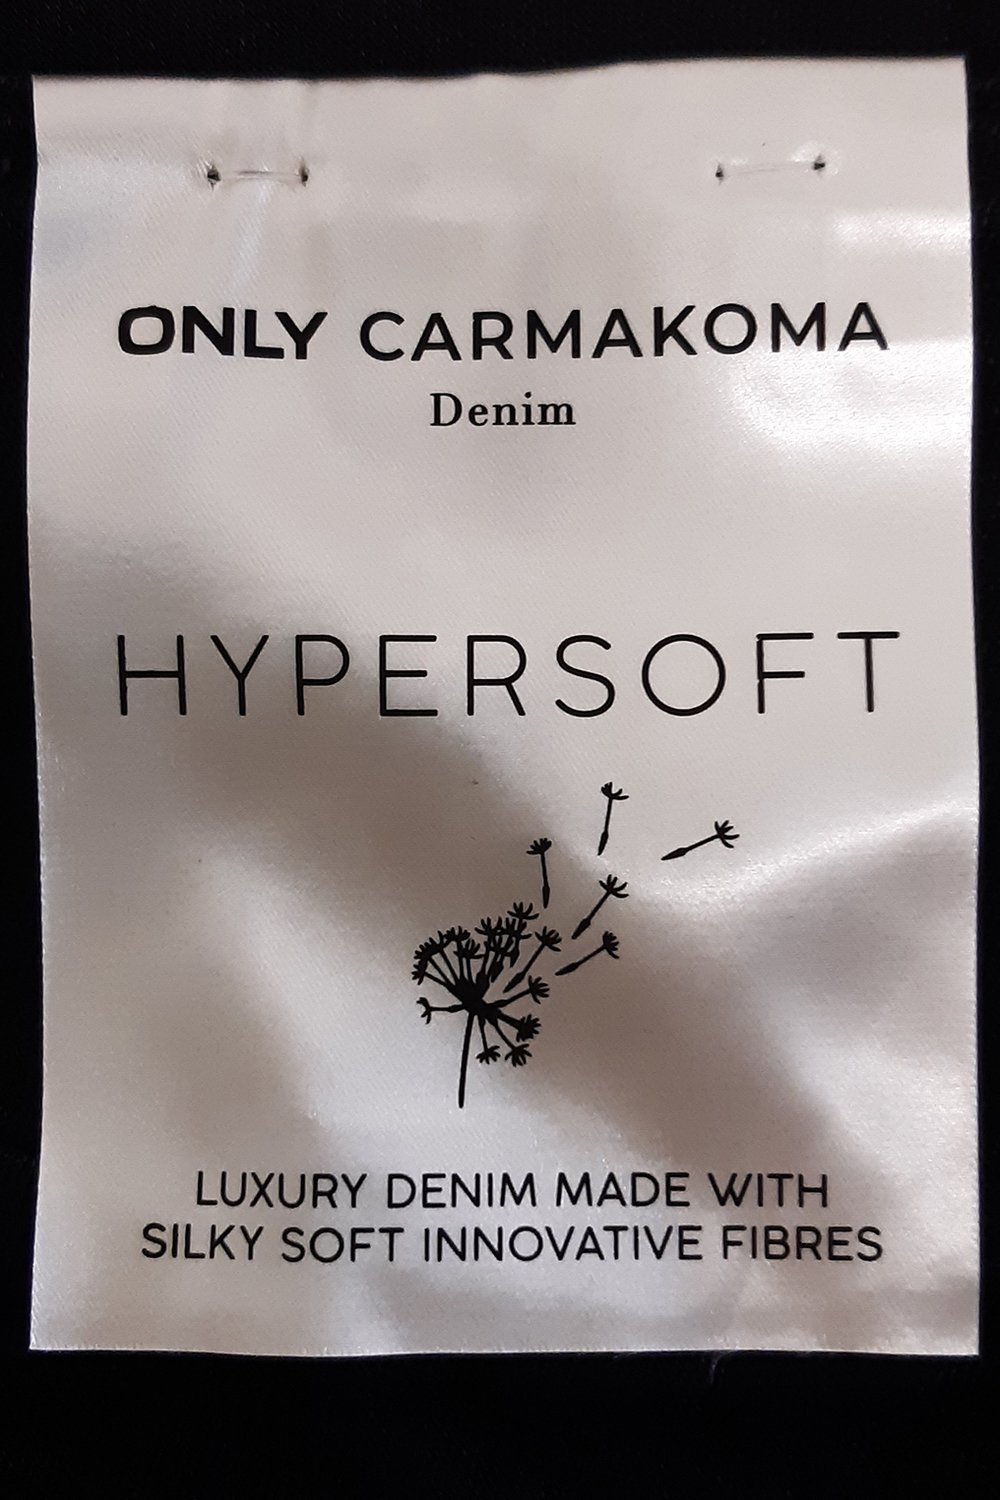 ONLY CARMAKOMA
Denim
HYPERSOFT
LUXURY DENIM MADE WITH
SILKY SOFT INNOVATIVE FIBRES